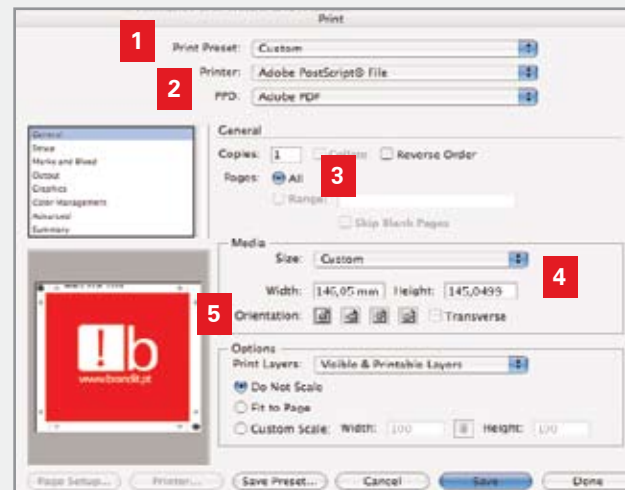 Print
1
Print Preset: Custom
Printer: Adobe PostScript® File
2
PPD: Adobe PDF
General
Setup
Marks and Bleed
Output
Graphics
Color Management
Advanced
Summary
General
Copies: 1 Collate Reverse Order
Pages: All
3
Range:
Skip Blank Pages
Media
Size: Custom
4
Width: 146,05 mm Height: 145,0499
5
Orientation: Transverse
Options
Print Layers: Visible & Printable Layers
Do Not Scale
Fit to Page
Custom Scale: Width: 100 Height: 100
!b
www.brandit.pt
Page Setup... Printer... Save Preset... Cancel Save Done